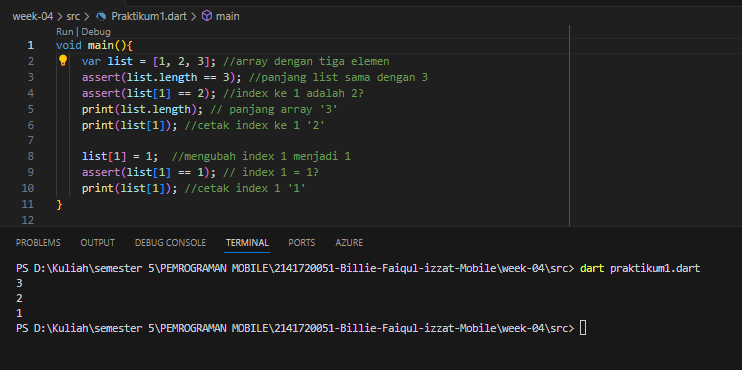 week-04 > src > Praktikum1.dart > main
Run | Debug
1 void main(){
2 var list = [1, 2, 3]; //array dengan tiga elemen
3 assert(list.length == 3); //panjang list sama dengan 3
4 assert(list[1] == 2); //index ke 1 adalah 2?
5 print(list.length); // panjang array '3'
6 print(list[1]); //cetak index ke 1 '2'
7
8 list[1] = 1; //mengubah index 1 menjadi 1
9 assert(list[1] == 1); // index 1 = 1?
10 print(list[1]); //cetak index 1 '1'
11 }
12
PROBLEMS OUTPUT DEBUG CONSOLE TERMINAL PORTS AZURE
PS D:\Kuliah\semester 5\PEMROGRAMAN MOBILE\2141720051-Billie-Faiqul-izzat-Mobile\week-04\src> dart praktikum1.dart
3
2
1
PS D:\Kuliah\semester 5\PEMROGRAMAN MOBILE\2141720051-Billie-Faiqul-izzat-Mobile\week-04\src>